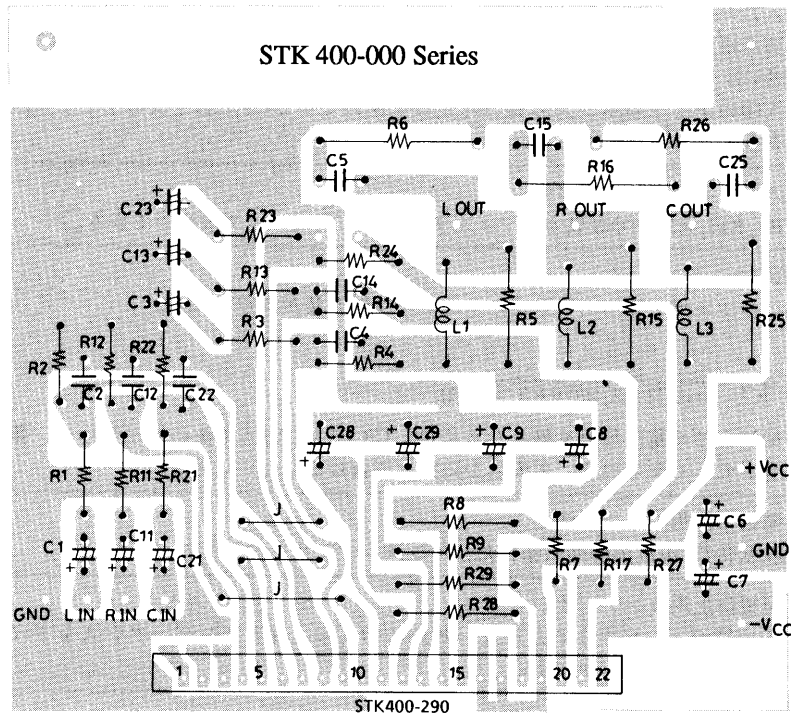 STK 400-000 Series
R6
C15
R26
C5
R16
C25
C23
R23
L OUT
R OUT
C OUT
C13
R13
R24
C14
C3
R3
R14
C4
R4
L1
R5
L2
R15
L3
R25
R2
R12
R22
C2
C12
C22
C28
C29
C9
C8
R1
R11
R21
+VCC
J
R8
C6
C1
C11
C21
J
R9
R7
R17
R27
GND
J
R29
C7
GND
L IN
R IN
C IN
R28
-VCC
1
5
10
15
20
22
STK400-290